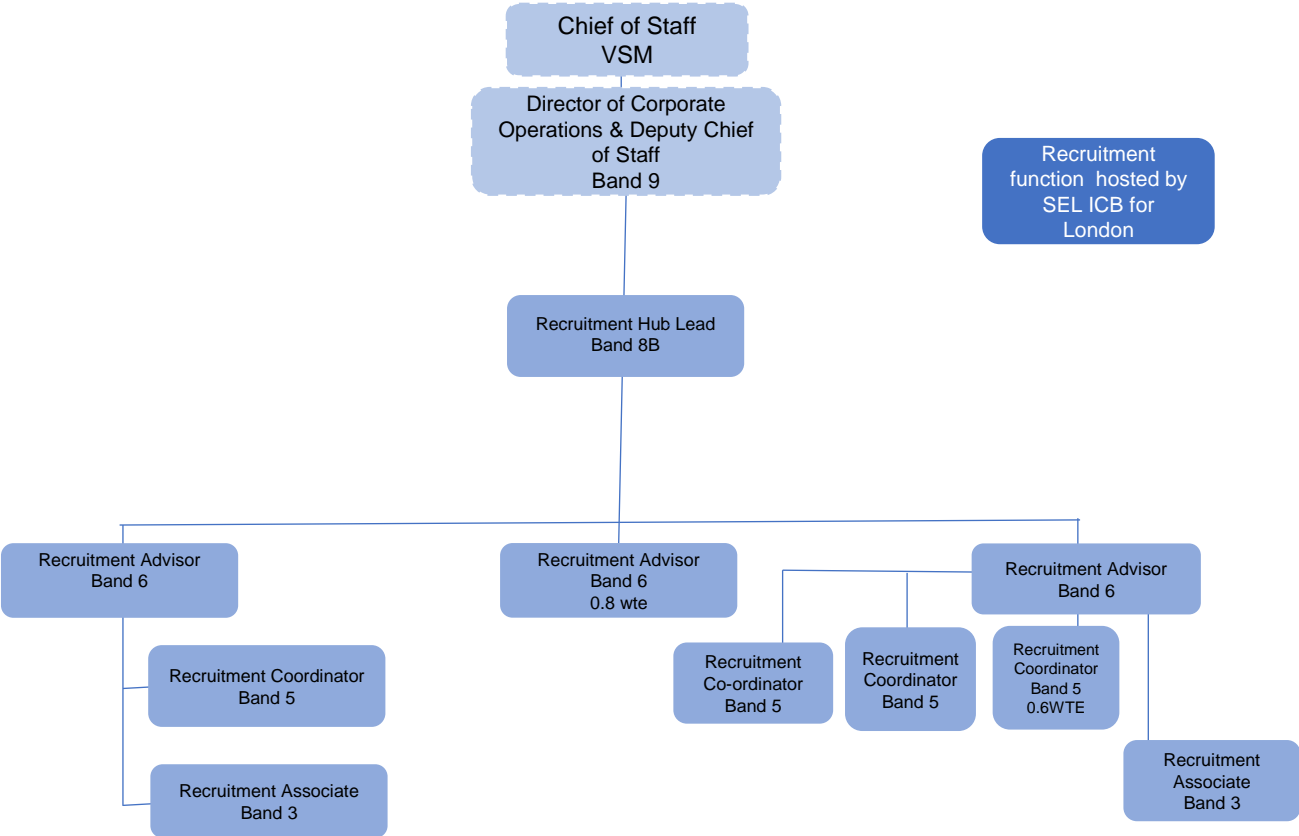 Chief of Staff
VSM
Director of Corporate
Operations & Deputy Chief
of Staff
Band 9
Recruitment
function hosted by
SEL ICB for
London
Recruitment Hub Lead
Band 8B
Recruitment Advisor
Band 6
Recruitment Advisor
Band 6
0.8 wte
Recruitment Advisor
Band 6
Recruitment Coordinator
Band 5
Recruitment
Co-ordinator
Band 5
Recruitment
Coordinator
Band 5
Recruitment
Coordinator
Band 5
0.6WTE
Recruitment Associate
Band 3
Recruitment
Associate
Band 3